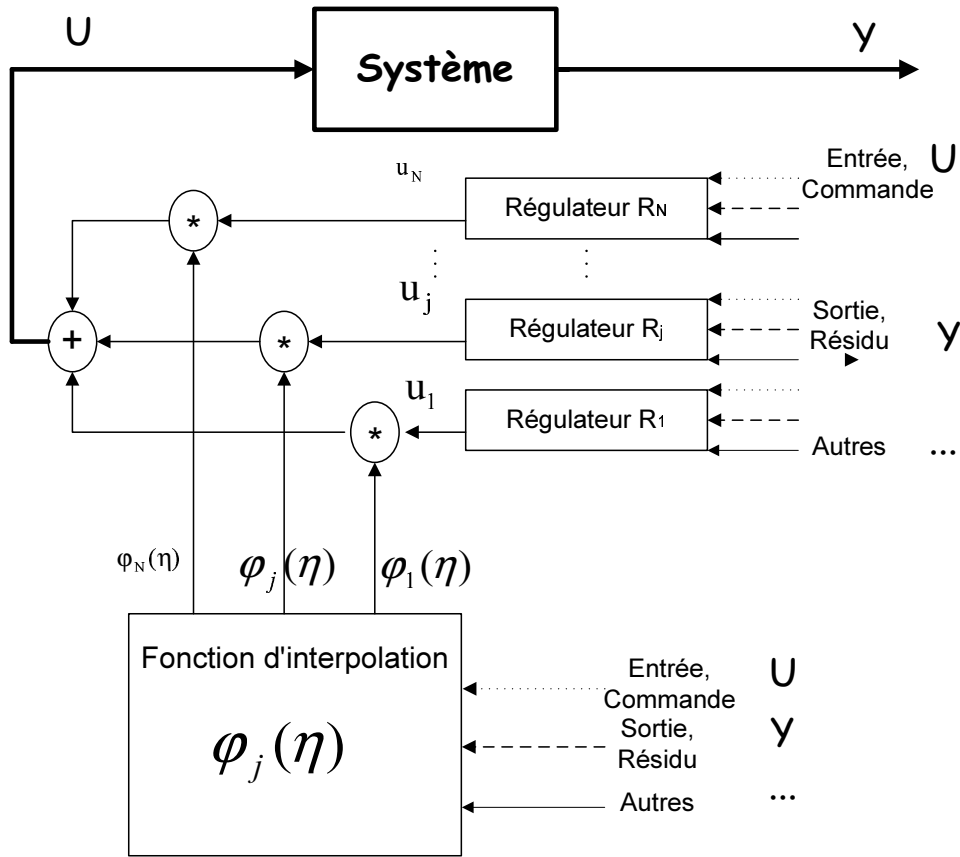 U
Système
Y
u_N
*
Régulateur R_N
Entrée,
Commande
U
u_j
+
*
Régulateur R_j
Sortie,
Résidu
Y
u_1
*
Régulateur R_1
Autres
...
φ_N(η)
φ_j(η)
φ_1(η)
Fonction d'interpolation
φ_j(η)
Entrée,
Commande
U
Sortie,
Résidu
Y
Autres
...